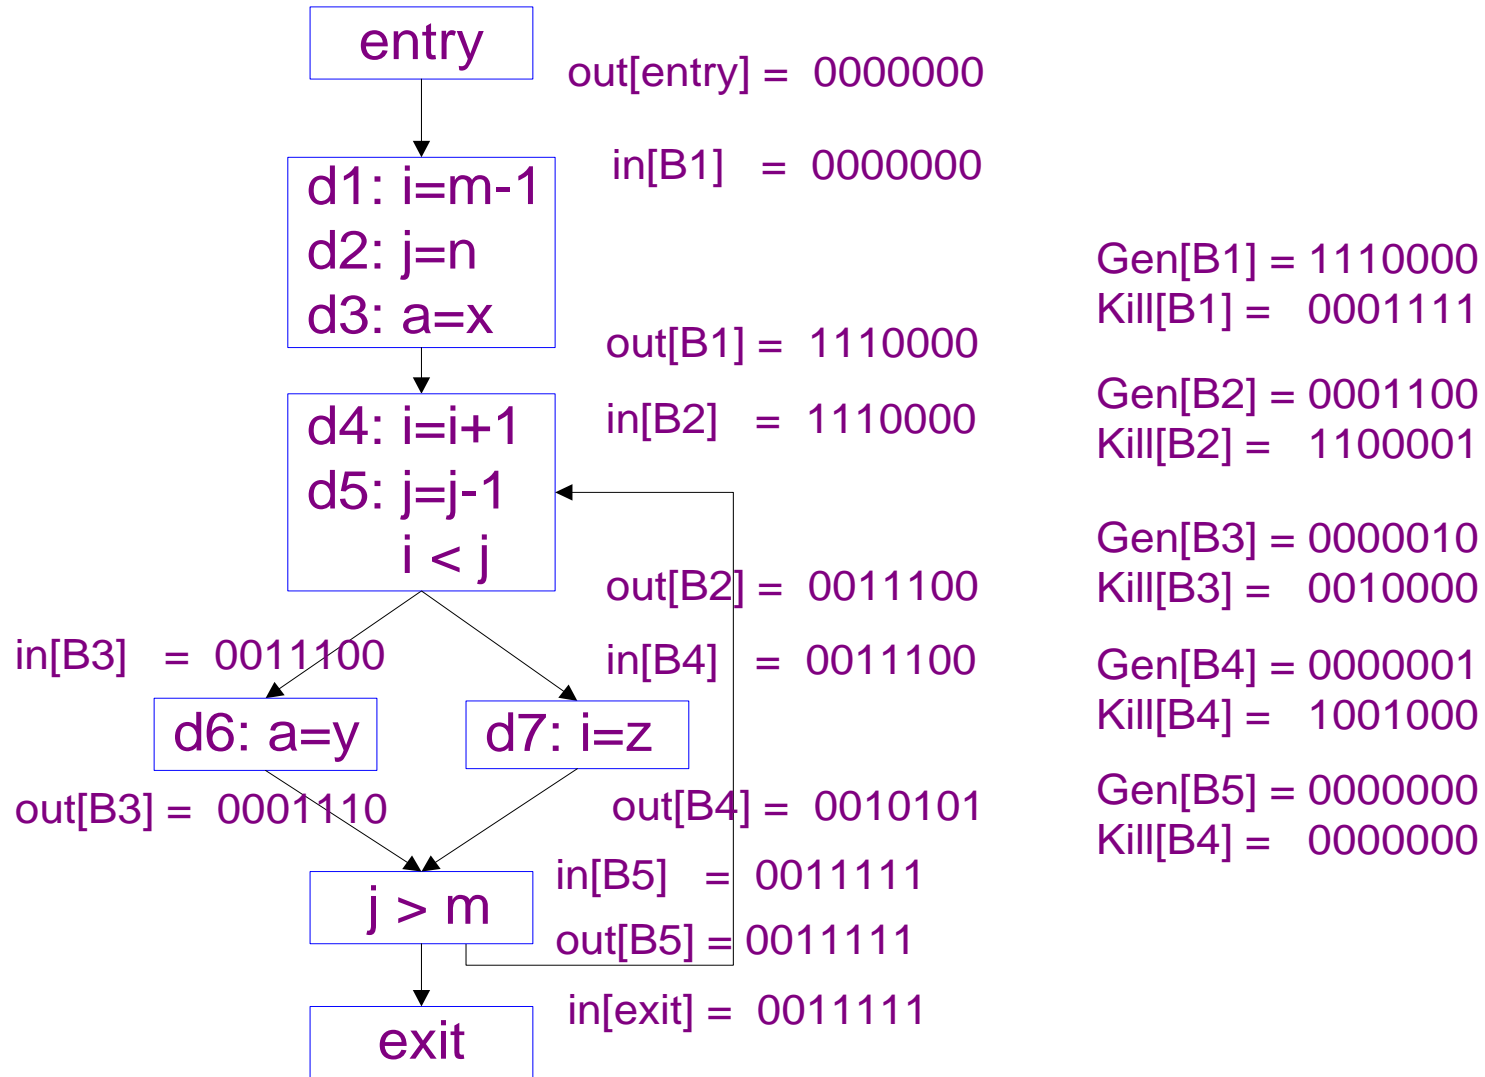 entry
out[entry] = 0000000
in[B1] = 0000000
d1: i=m-1
d2: j=n
d3: a=x
out[B1] = 1110000
in[B2] = 1110000
d4: i=i+1
d5: j=j-1
i < j
out[B2] = 0011100
in[B3] = 0011100
in[B4] = 0011100
d6: a=y
d7: i=z
out[B3] = 0001110
out[B4] = 0010101
in[B5] = 0011111
j > m
out[B5] = 0011111
in[exit] = 0011111
exit
Gen[B1] = 1110000
Kill[B1] = 0001111
Gen[B2] = 0001100
Kill[B2] = 1100001
Gen[B3] = 0000010
Kill[B3] = 0010000
Gen[B4] = 0000001
Kill[B4] = 1001000
Gen[B5] = 0000000
Kill[B4] = 0000000